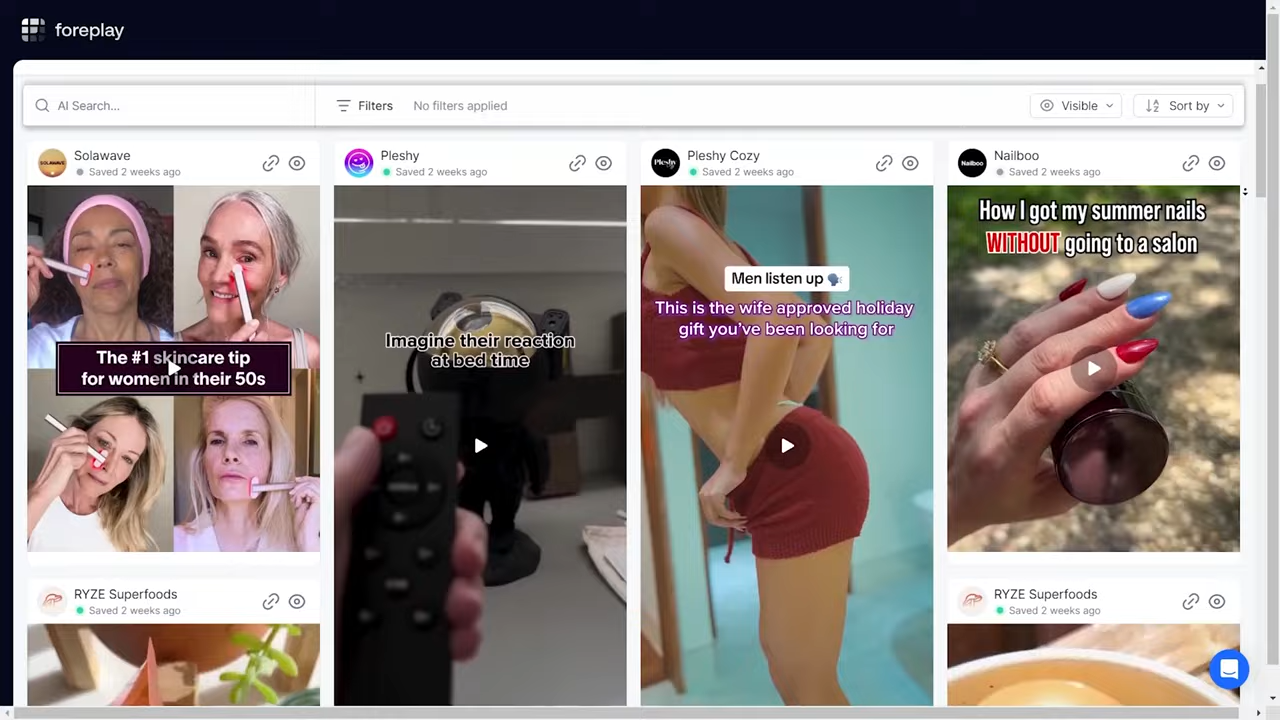 foreplay
AI Search...
Filters
No filters applied
Visible
Sort by
SOLAWAVE
Solawave
Saved 2 weeks ago
Pleshy
Saved 2 weeks ago
Pleshy
Pleshy Cozy
Saved 2 weeks ago
Nailboo
Nailboo
Saved 2 weeks ago
The #1 skincare tip
for women in their 50s
Imagine their reaction
at bed time
Men listen up 🗣️
This is the wife approved holiday
gift you've been looking for
How I got my summer nails
WITHOUT going to a salon
RYZE Superfoods
Saved 2 weeks ago
RYZE Superfoods
Saved 2 weeks ago